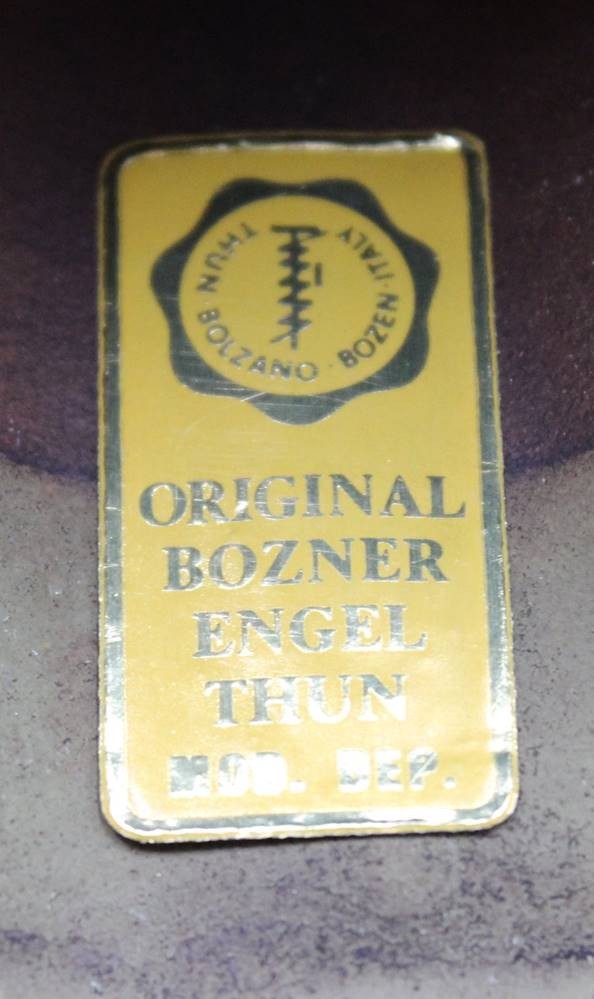 THUN · BOLZANO · BOZEN · ITALY
ORIGINAL
BOZNER
ENGEL
THUN
MOD. DEP.